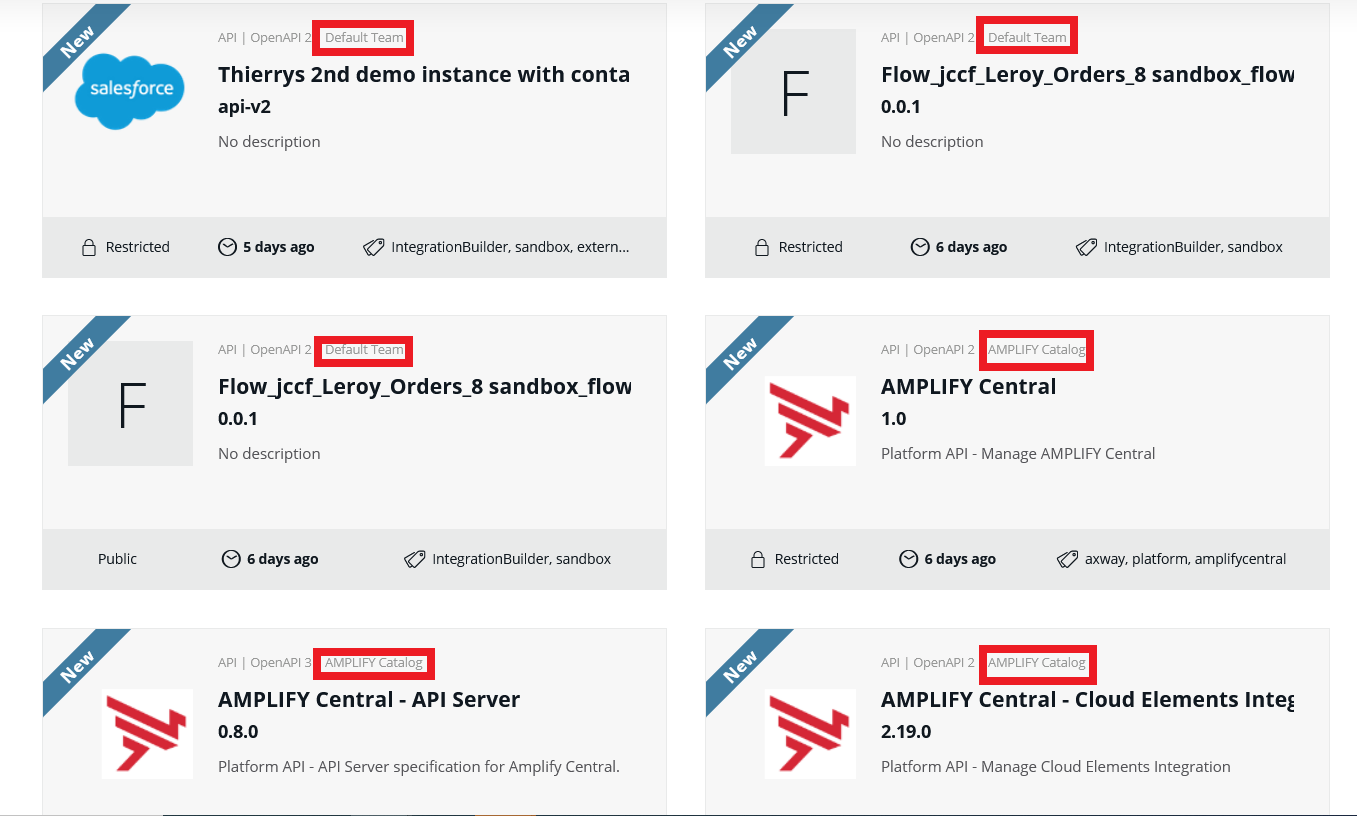 New
salesforce
API | OpenAPI 2 Default Team
Thierrys 2nd demo instance with conta
api-v2
No description
Restricted 5 days ago IntegrationBuilder, sandbox, extern...
New
F
API | OpenAPI 2 Default Team
Flow_jccf_Leroy_Orders_8 sandbox_flow
0.0.1
No description
Restricted 6 days ago IntegrationBuilder, sandbox
New
F
API | OpenAPI 2 Default Team
Flow_jccf_Leroy_Orders_8 sandbox_flow
0.0.1
No description
Public 6 days ago IntegrationBuilder, sandbox
New
API | OpenAPI 2 AMPLIFY Catalog
AMPLIFY Central
1.0
Platform API - Manage AMPLIFY Central
Restricted 6 days ago axway, platform, amplifycentral
New
API | OpenAPI 3 AMPLIFY Catalog
AMPLIFY Central - API Server
0.8.0
Platform API - API Server specification for Amplify Central.
New
API | OpenAPI 2 AMPLIFY Catalog
AMPLIFY Central - Cloud Elements Integ
2.19.0
Platform API - Manage Cloud Elements Integration